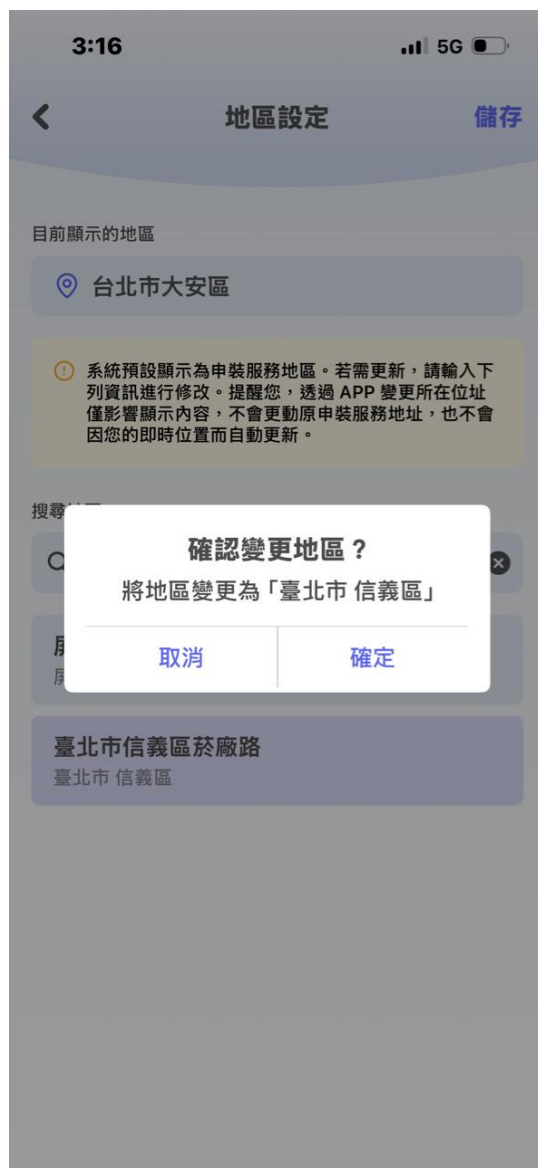 3:16
5G
地區設定
儲存
目前顯示的地區
台北市大安區
系統預設顯示為申裝服務地區。若需更新，請輸入下
列資訊進行修改。提醒您，透過 APP 變更所在位址
僅影響顯示內容，不會更動原申裝服務地址，也不會
因您的即時位置而自動更新。
搜尋
確認變更地區？
將地區變更為「臺北市 信義區」
取消
確定
屏
屏
臺北市信義區菸廠路
臺北市 信義區